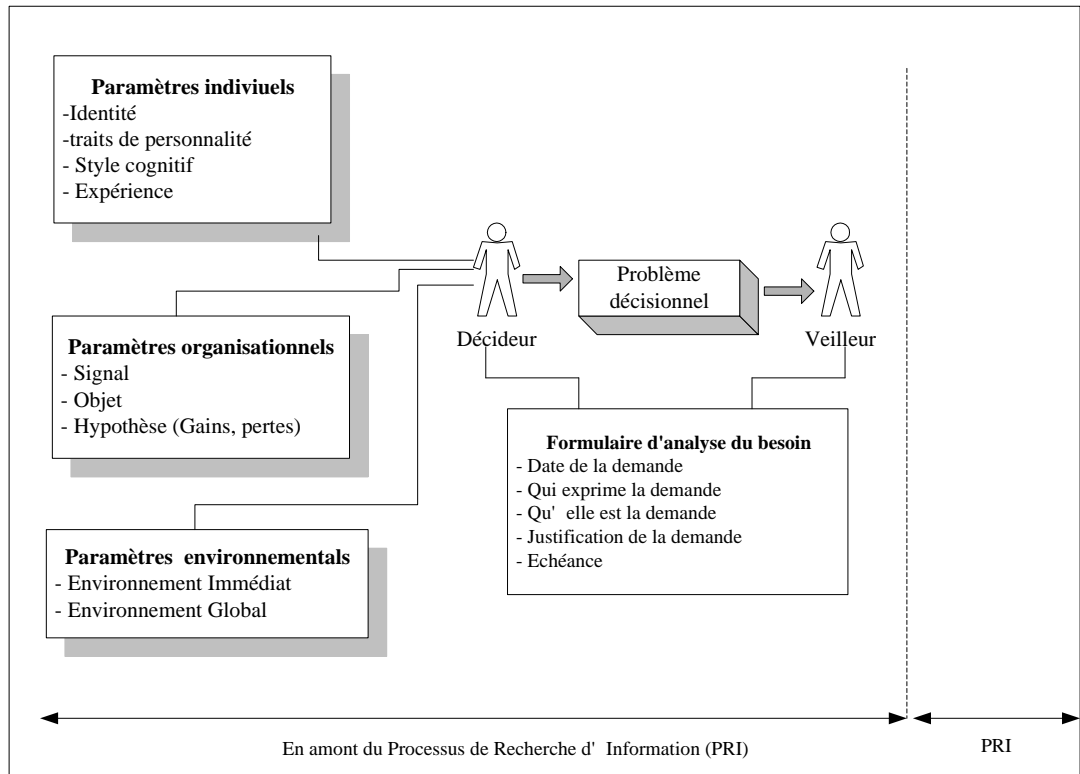 Paramètres indiviuels
-Identité
-traits de personnalité
- Style cognitif
- Expérience
Paramètres organisationnels
- Signal
- Objet
- Hypothèse (Gains, pertes)
Paramètres  environnementals
- Environnement Immédiat
- Environnement Global
Décideur
Problème
décisionnel
Veilleur
Formulaire d'analyse du besoin
- Date de la demande
- Qui exprime la demande
- Qu' elle est la demande
- Justification de la demande
- Echéance
En amont du Processus de Recherche d' Information (PRI)
PRI